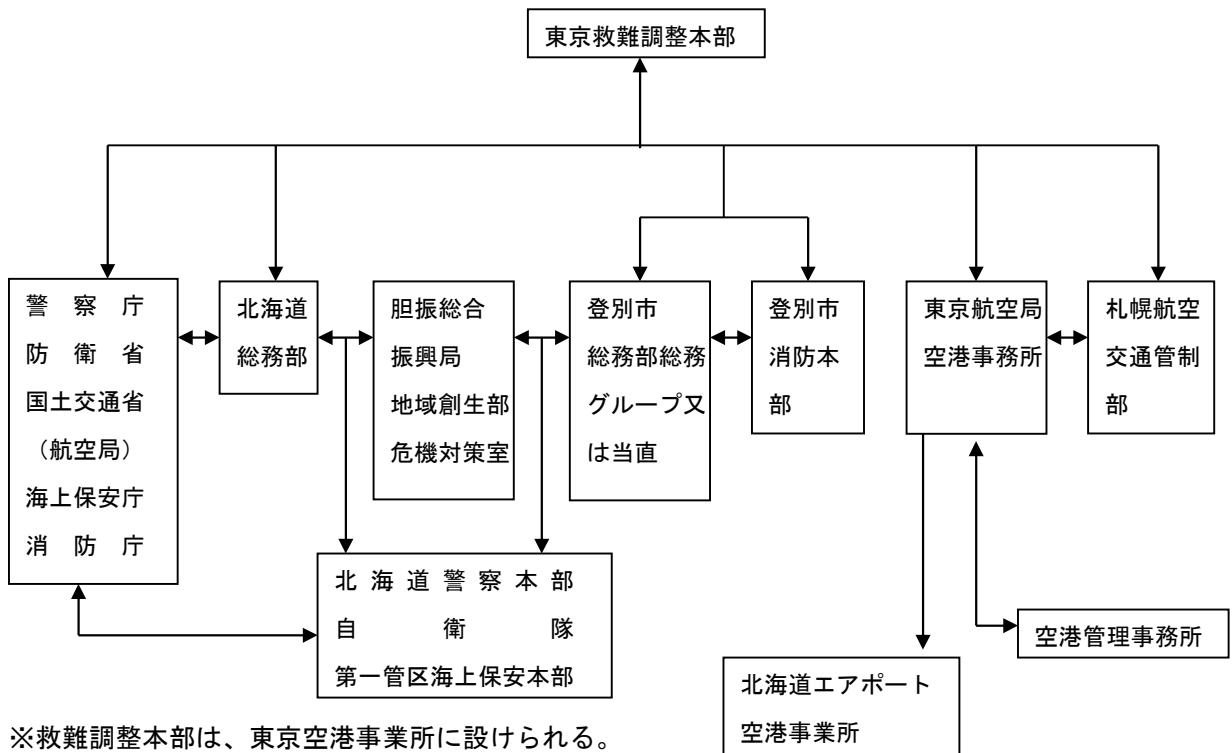 東京救難調整本部
警察庁
防衛省
国土交通省
（航空局）
海上保安庁
消防庁
北海道
総務部
胆振総合
振興局
地域創生部
危機対策室
登別市
総務部総務
グループ又
は当直
登別市
消防本
部
東京航空局
空港事務所
札幌航空
交通管制
部
北海道警察本部
自衛隊
第一管区海上保安本部
空港管理事務所
北海道エアポート
空港事業所
※救難調整本部は、東京空港事業所に設けられる。